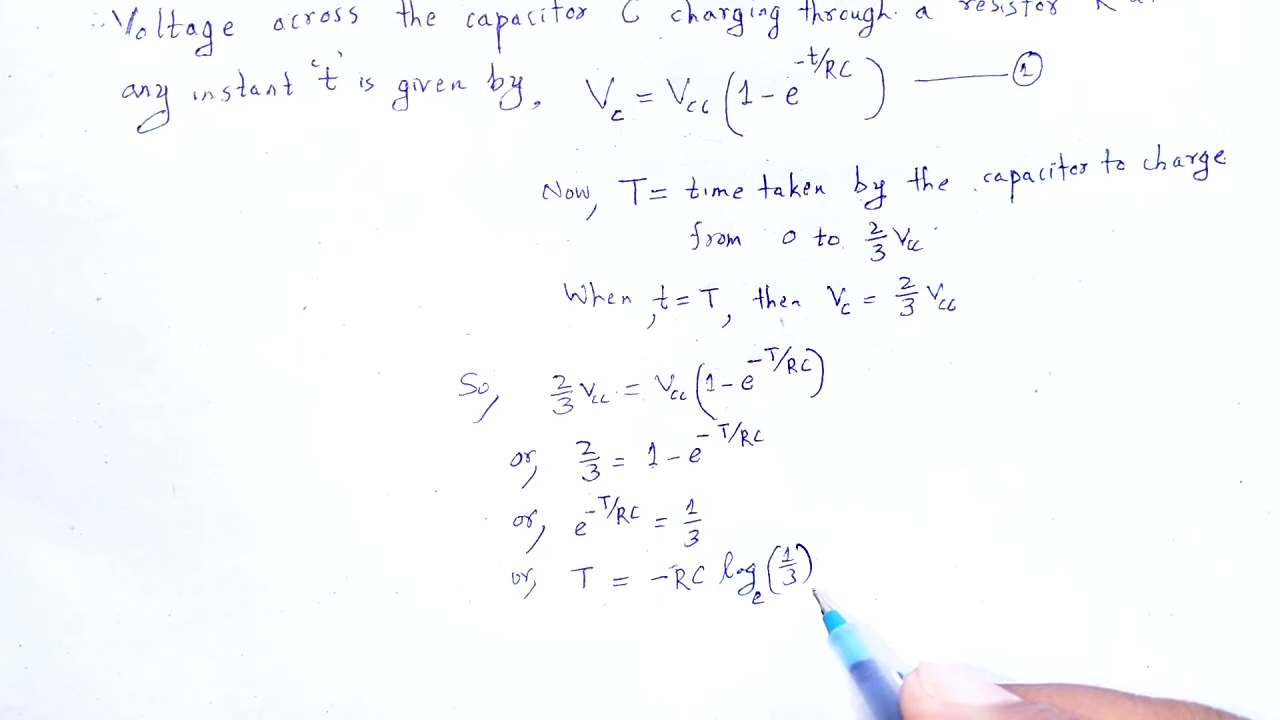 ∴ Voltage across the capacitor C charging through a resistor R
any instant 't' is given by, V_c = V_cc (1 - e^{-t/RC}) —— ①
Now, T = time taken by the capacitor to charge
from 0 to 2/3 V_cc
When, t = T, then V_c = 2/3 V_cc
So, 2/3 V_cc = V_cc (1 - e^{-T/RC})
or, 2/3 = 1 - e^{-T/RC}
or, e^{-T/RC} = 1/3
or, T = -RC log_e (1/3)